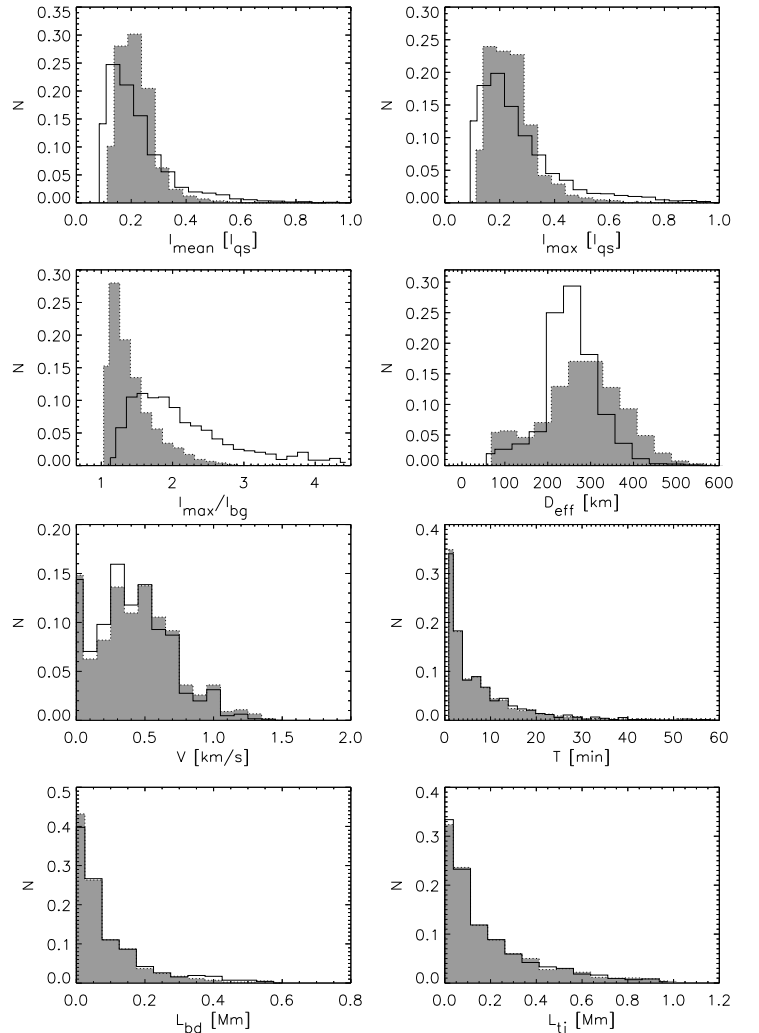 0.35
0.30
0.25
0.20
0.15
0.10
0.05
0.00
N
0.0 0.2 0.4 0.6 0.8 1.0
I_mean [I_qs]
0.30
0.25
0.20
0.15
0.10
0.05
0.00
N
0.0 0.2 0.4 0.6 0.8 1.0
I_max [I_qs]
0.30
0.25
0.20
0.15
0.10
0.05
0.00
N
1 2 3 4
I_max/I_bg
0.30
0.25
0.20
0.15
0.10
0.05
0.00
N
0 100 200 300 400 500 600
D_eff [km]
0.20
0.15
0.10
0.05
0.00
N
0.0 0.5 1.0 1.5 2.0
V [km/s]
0.4
0.3
0.2
0.1
0.0
N
0 10 20 30 40 50 60
T [min]
0.5
0.4
0.3
0.2
0.1
0.0
N
0.0 0.2 0.4 0.6 0.8
L_bd [Mm]
0.4
0.3
0.2
0.1
0.0
N
0.0 0.2 0.4 0.6 0.8 1.0 1.2
L_ti [Mm]